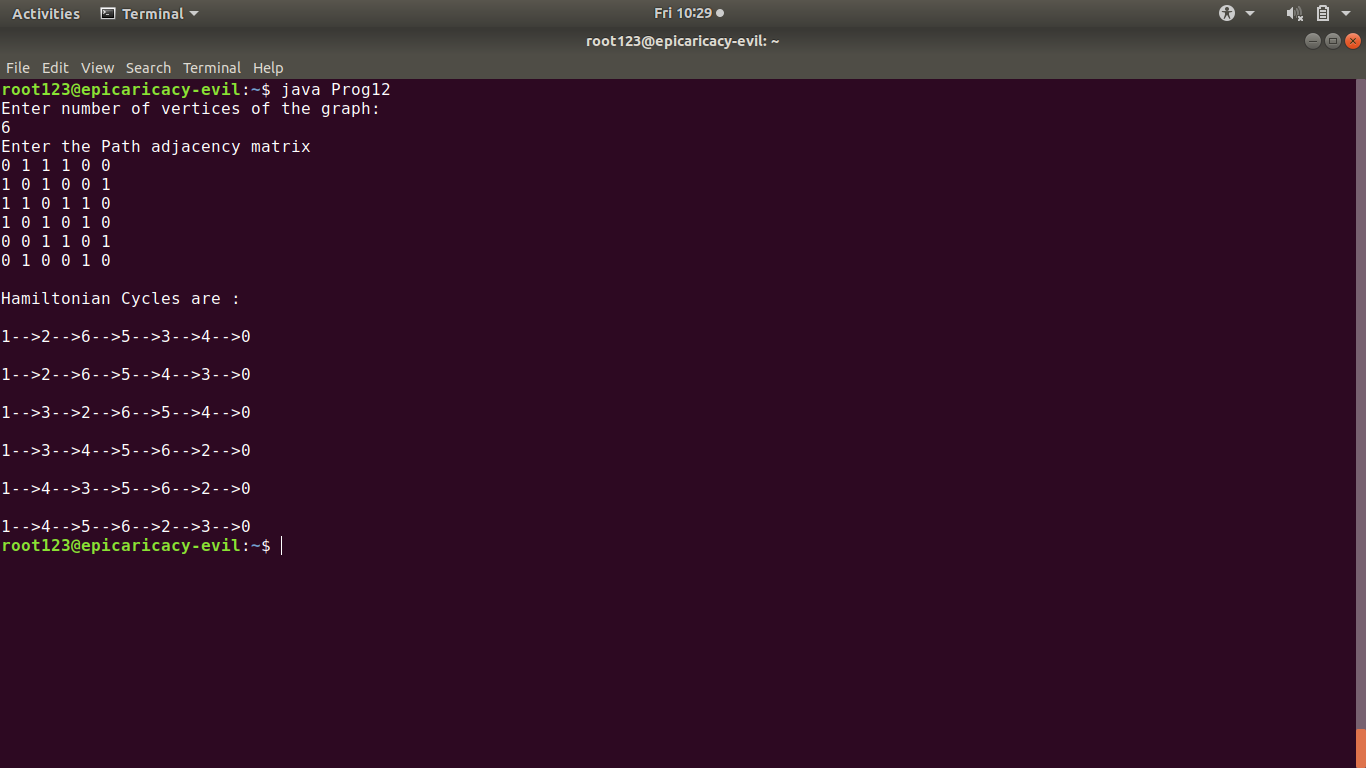 Activities Terminal Fri 10:29
root123@epicaricacy-evil: ~
File Edit View Search Terminal Help
root123@epicaricacy-evil:~$ java Prog12
Enter number of vertices of the graph:
6
Enter the Path adjacency matrix
0 1 1 1 0 0
1 0 1 0 0 1
1 1 0 1 1 0
1 0 1 0 1 0
0 0 1 1 0 1
0 1 0 0 1 0
Hamiltonian Cycles are :
1-->2-->6-->5-->3-->4-->0
1-->2-->6-->5-->4-->3-->0
1-->3-->2-->6-->5-->4-->0
1-->3-->4-->5-->6-->2-->0
1-->4-->3-->5-->6-->2-->0
1-->4-->5-->6-->2-->3-->0
root123@epicaricacy-evil:~$